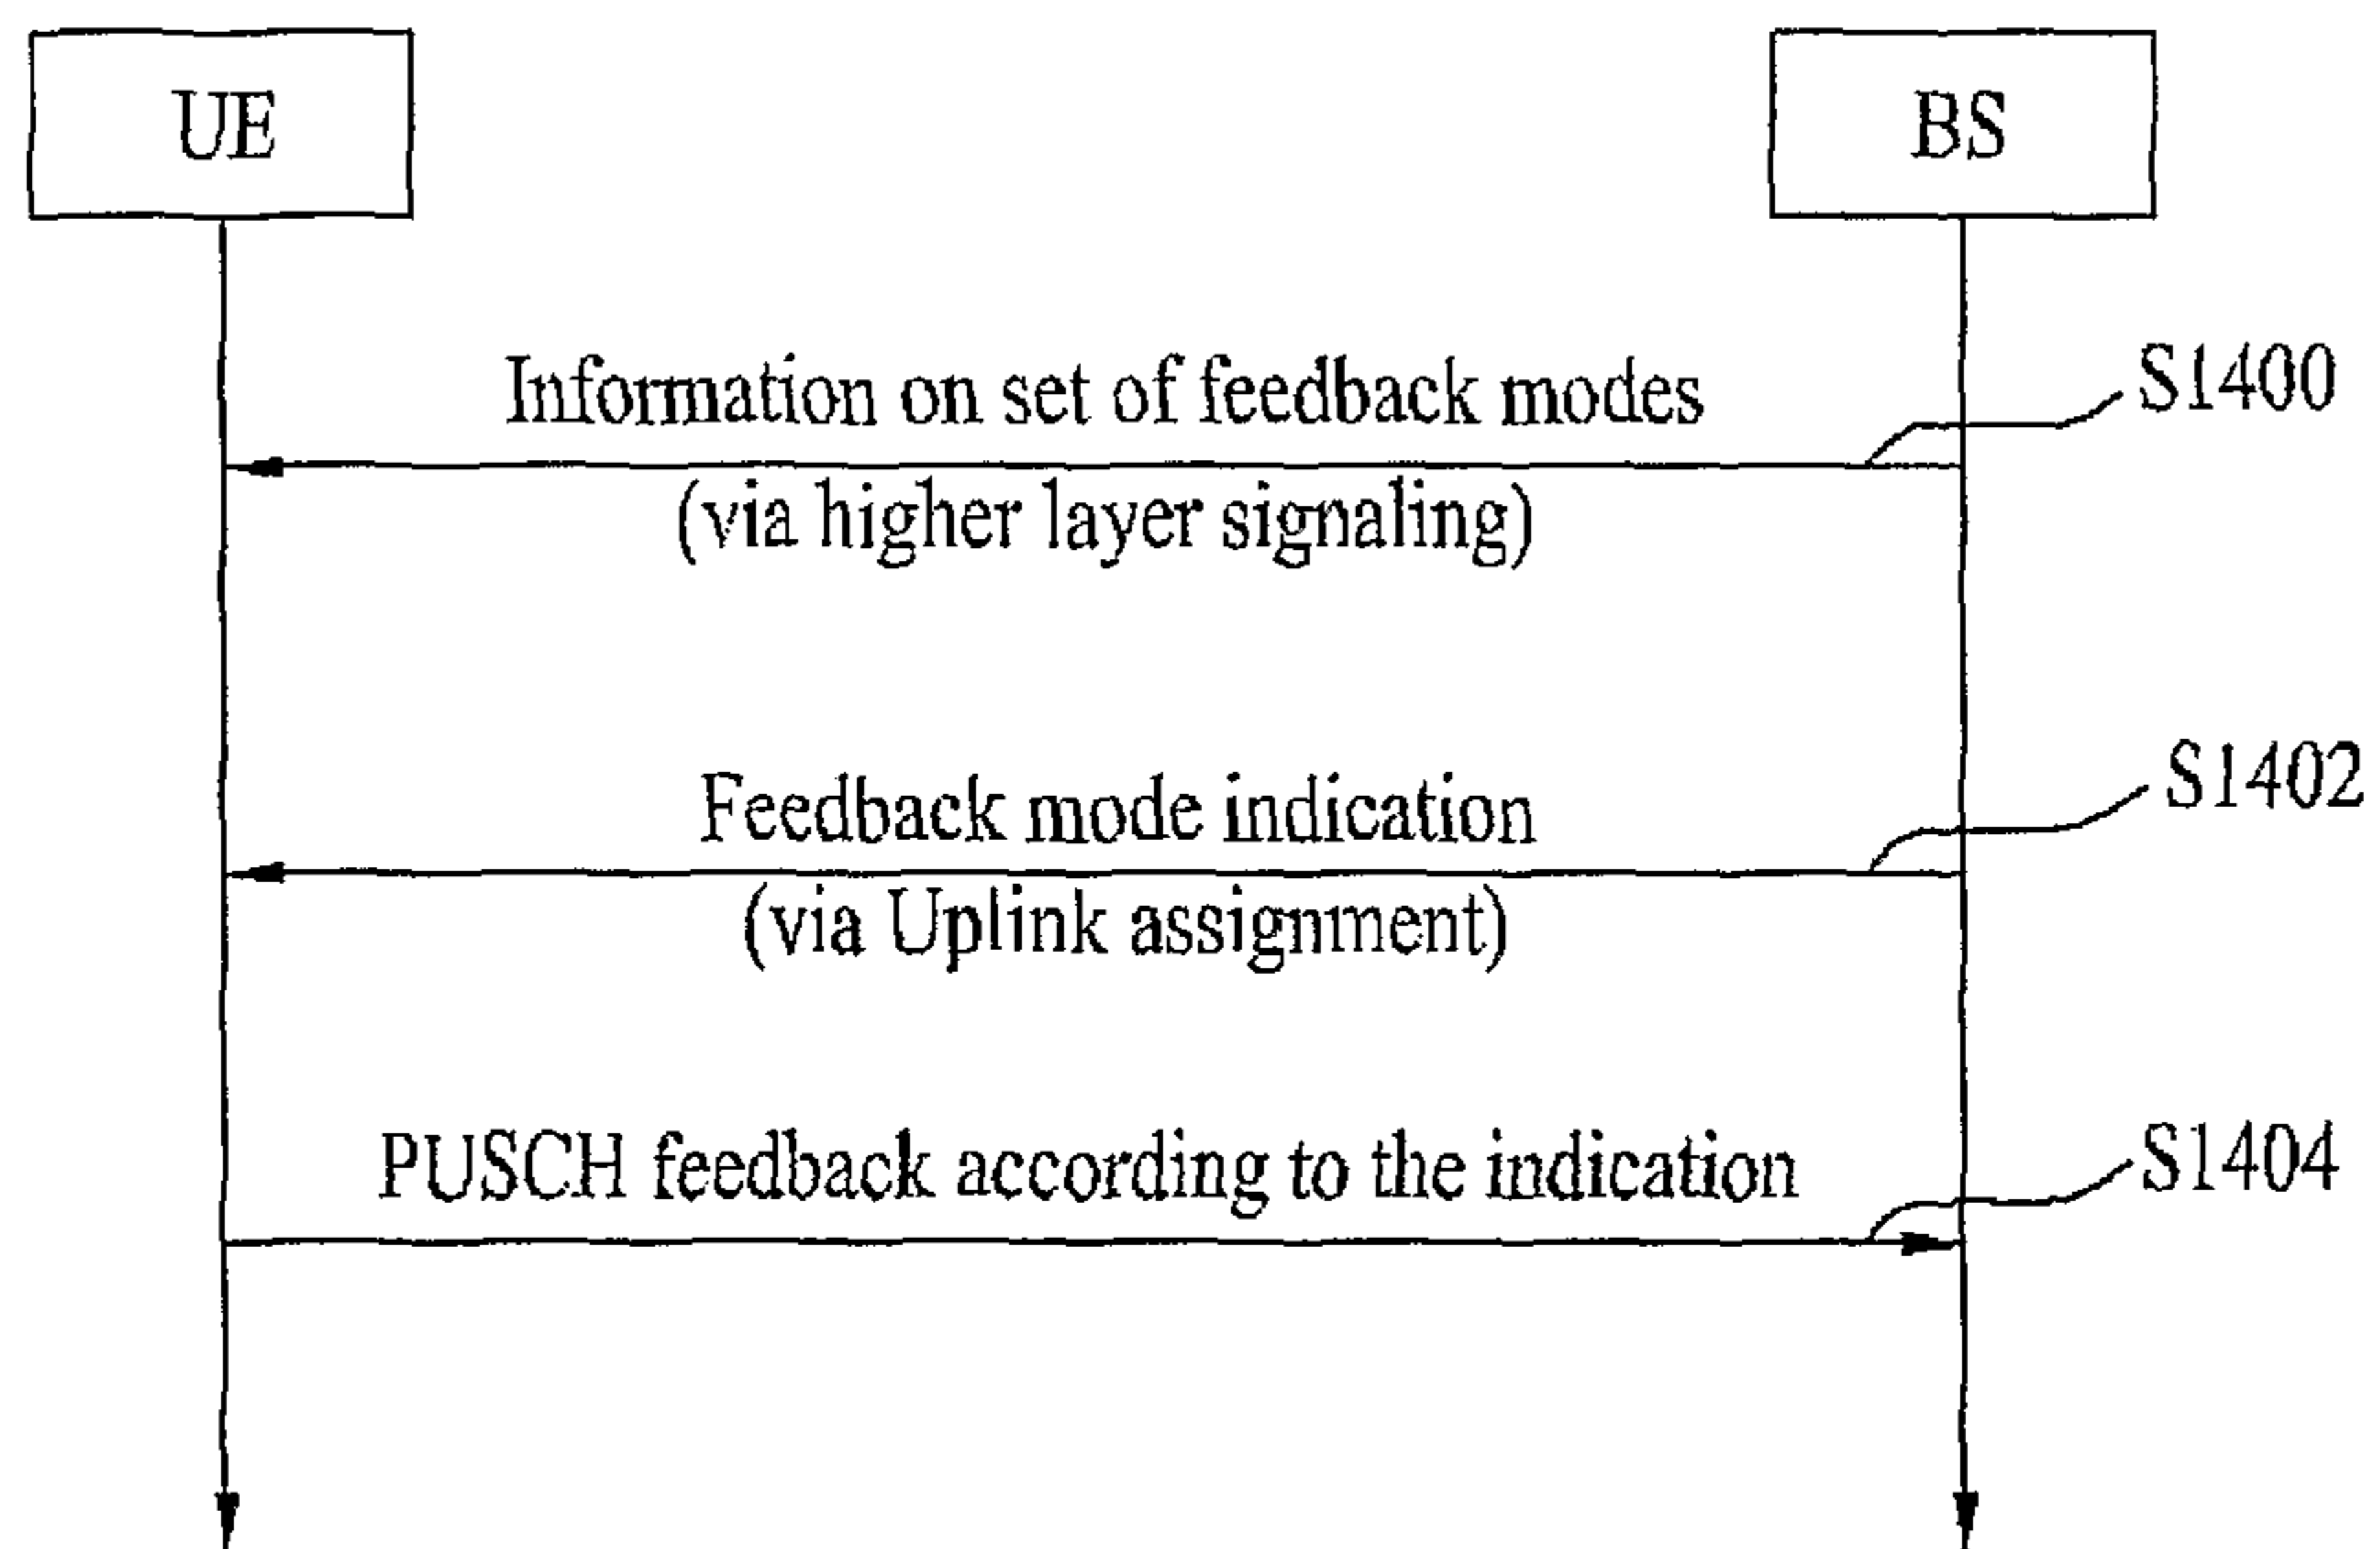 UE
BS
Information on set of feedback modes
S1400
(via higher layer signaling)
Feedback mode indication
S1402
(via Uplink assignment)
PUSCH feedback according to the indication
S1404